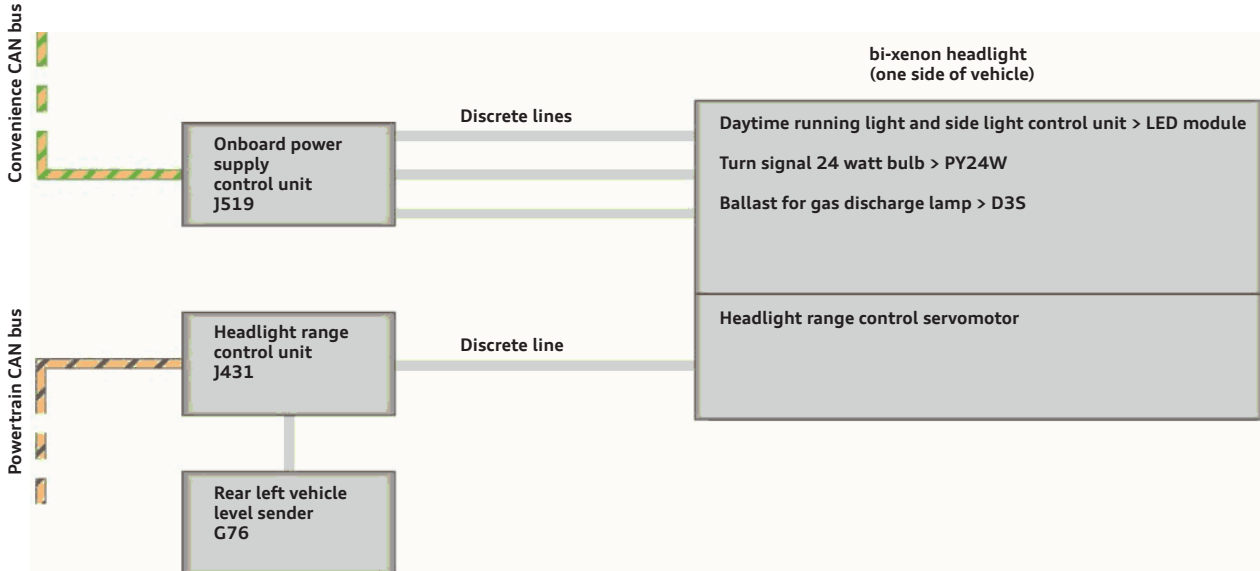 Convenience CAN bus
bi-xenon headlight
(one side of vehicle)
Discrete lines
Onboard power
supply
control unit
J519
Daytime running light and side light control unit > LED module
Turn signal 24 watt bulb > PY24W
Ballast for gas discharge lamp > D3S
Powertrain CAN bus
Headlight range
control unit
J431
Discrete line
Headlight range control servomotor
Rear left vehicle
level sender
G76